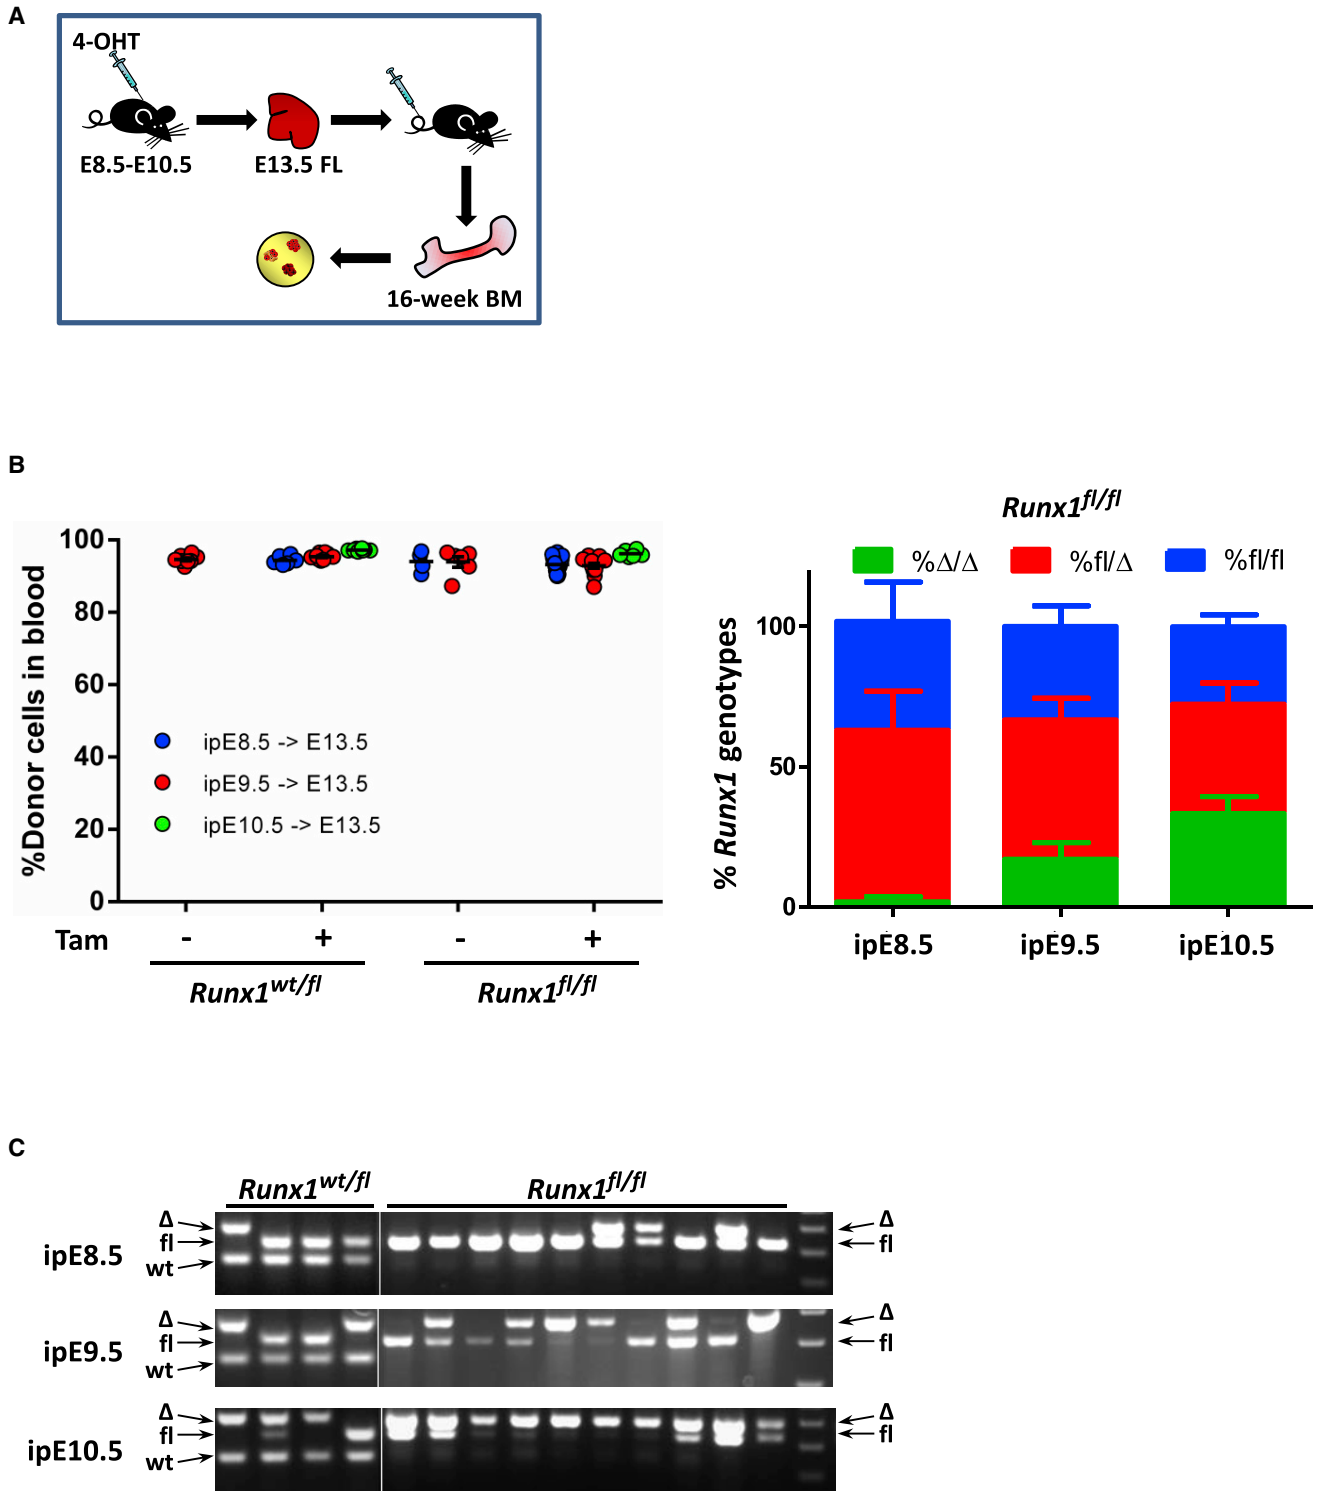 A
4-OHT
E8.5-E10.5
E13.5 FL
16-week BM
B
100
80
60
40
20
0
%Donor cells in blood
ipE8.5 -> E13.5
ipE9.5 -> E13.5
ipE10.5 -> E13.5
Tam - + - +
Runx1wt/fl Runx1fl/fl
Runx1fl/fl
%Δ/Δ %fl/Δ %fl/fl
% Runx1 genotypes
100
50
0
ipE8.5 ipE9.5 ipE10.5
C
Runx1wt/fl Runx1fl/fl
ipE8.5
Δ
fl
wt
Δ
fl
ipE9.5
Δ
fl
wt
Δ
fl
ipE10.5
Δ
fl
wt
Δ
fl